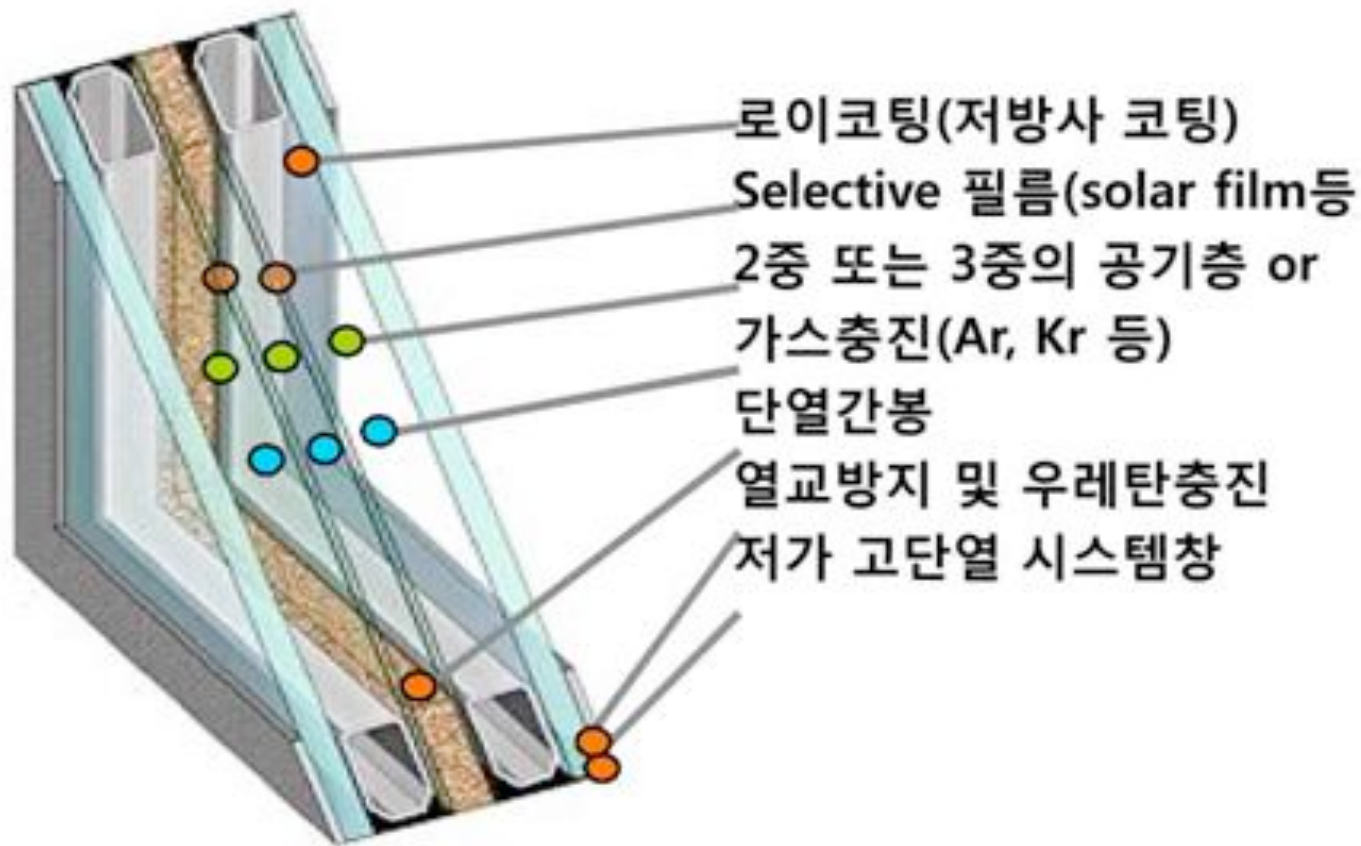 로이코팅(저방사 코팅)
Selective 필름(solar film등
2중 또는 3중의 공기층 or
가스충진(Ar, Kr 등)
단열간봉
열교방지 및 우레탄충진
저가 고단열 시스템창